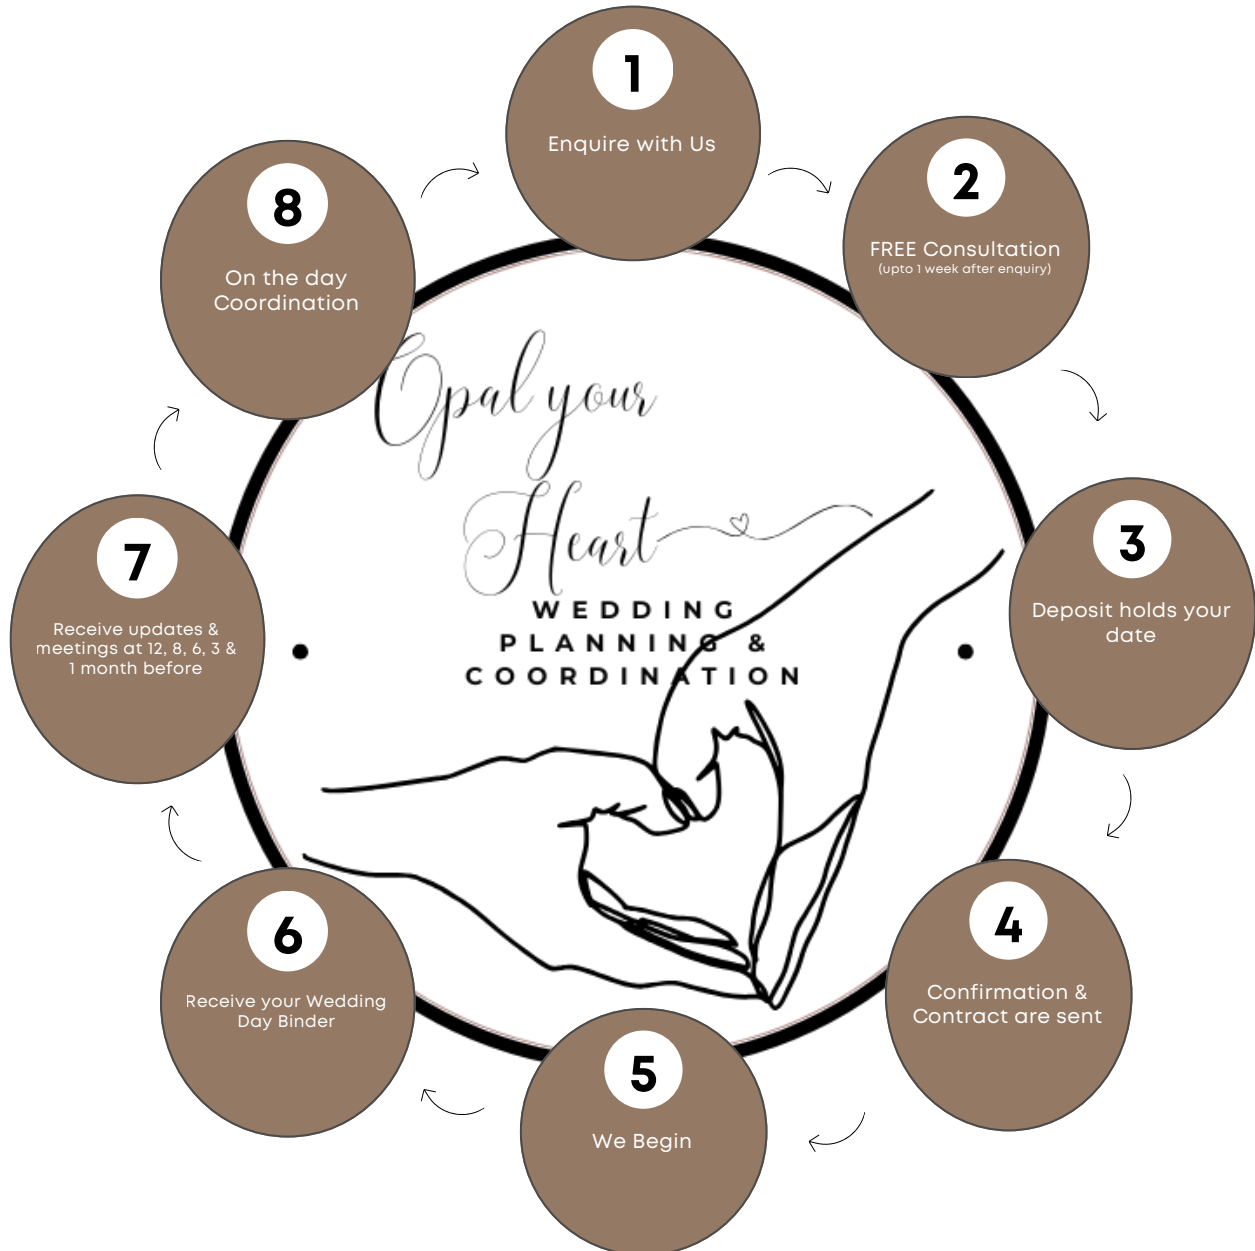 1
Enquire with Us
2
FREE Consultation
(upto 1 week after enquiry)
3
Deposit holds your
date
4
Confirmation &
Contract are sent
5
We Begin
6
Receive your Wedding
Day Binder
7
Receive updates &
meetings at 12, 8, 6, 3 &
1 month before
8
On the day
Coordination
Opal your
Heart
WEDDING
PLANNING &
COORDINATION